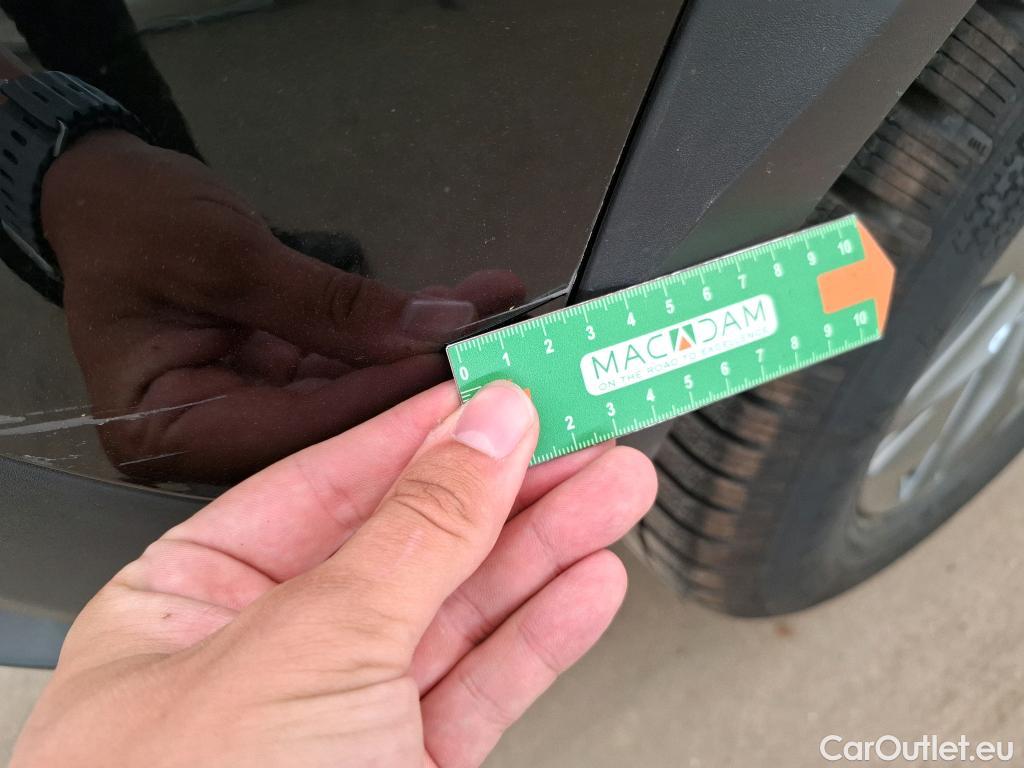 0 1 2 3 4 5 6 7 8 9 10
MACADAM
ON THE ROAD TO EXCELLENCE
2 3 4 5 6 7 8 9 10
CarOutlet.eu